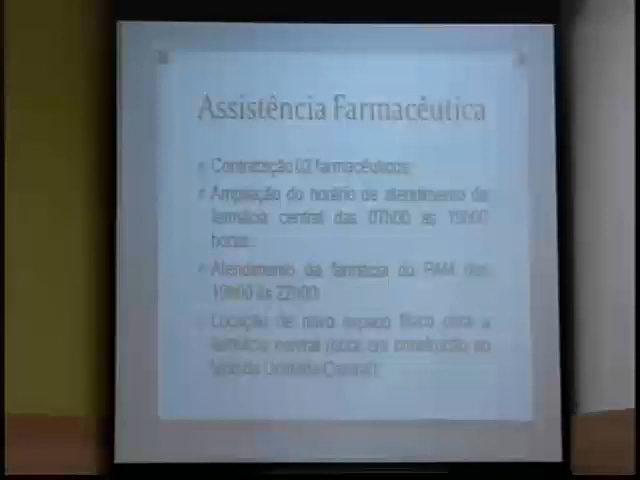 Assistência Farmacêutica
Contratação 02 farmacêuticos;
Ampliação do horário de atendimento da
farmácia central das 07h00 às 19h00
horas;
Atendimento da farmácia do PAM das
19h00 às 22h00;
Locação de novo espaço físico para a
farmácia central (obra em construção ao
lado da Unidade Central);